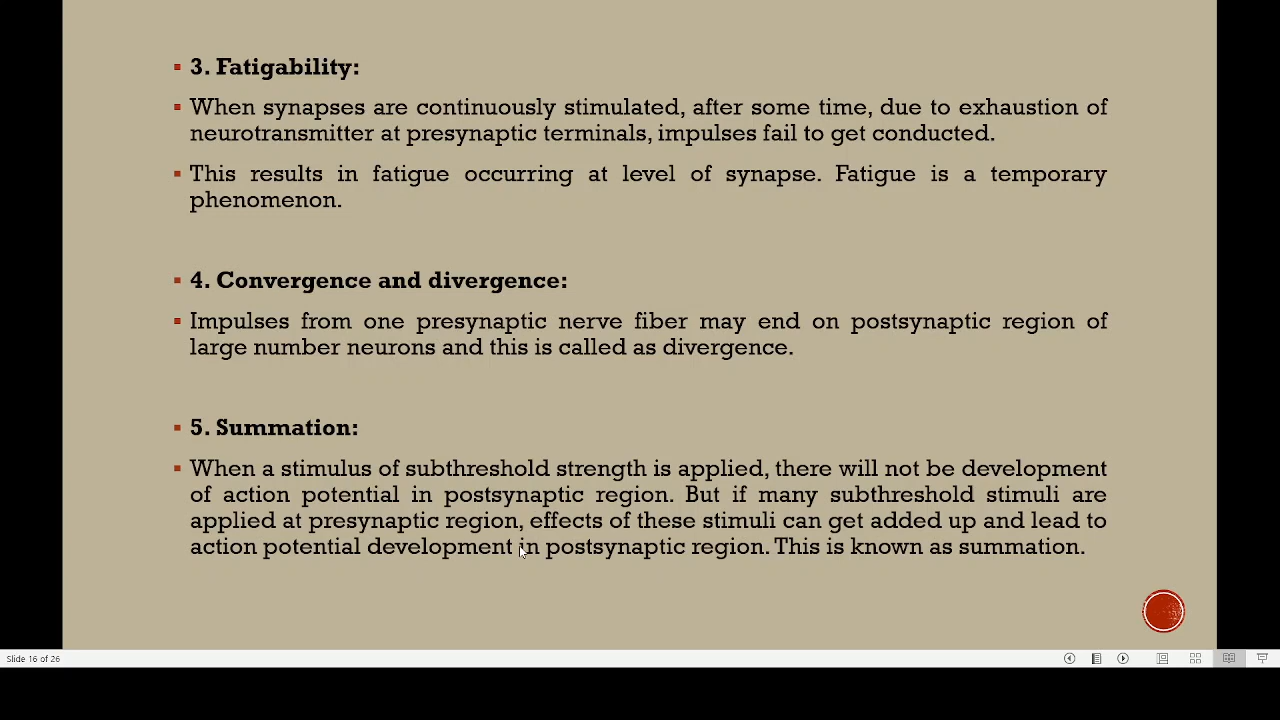 3. Fatigability:
When synapses are continuously stimulated, after some time, due to exhaustion of
neurotransmitter at presynaptic terminals, impulses fail to get conducted.
This results in fatigue occurring at level of synapse. Fatigue is a temporary
phenomenon.
4. Convergence and divergence:
Impulses from one presynaptic nerve fiber may end on postsynaptic region of
large number neurons and this is called as divergence.
5. Summation:
When a stimulus of subthreshold strength is applied, there will not be development
of action potential in postsynaptic region. But if many subthreshold stimuli are
applied at presynaptic region, effects of these stimuli can get added up and lead to
action potential development in postsynaptic region. This is known as summation.
Slide 16 of 26